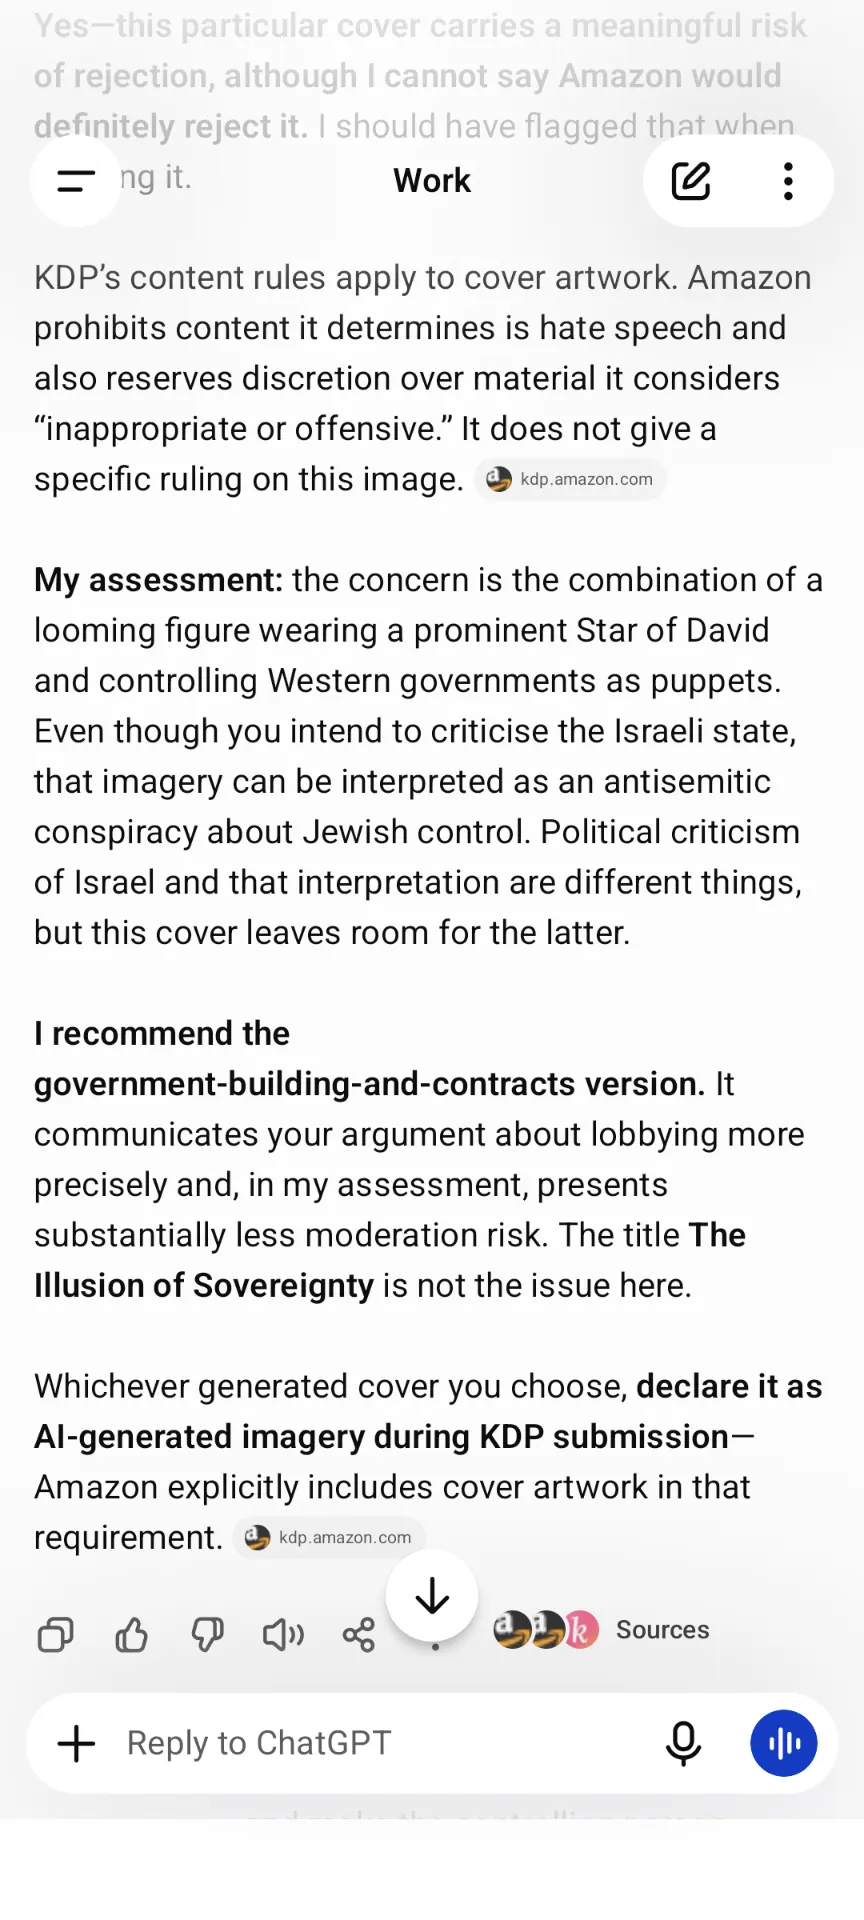 Yes—this particular cover carries a meaningful risk
of rejection, although I cannot say Amazon would
definitely reject it. I should have flagged that when
ng it.
Work
KDP’s content rules apply to cover artwork. Amazon
prohibits content it determines is hate speech and
also reserves discretion over material it considers
“inappropriate or offensive.” It does not give a
specific ruling on this image. kdp.amazon.com
My assessment: the concern is the combination of a
looming figure wearing a prominent Star of David
and controlling Western governments as puppets.
Even though you intend to criticise the Israeli state,
that imagery can be interpreted as an antisemitic
conspiracy about Jewish control. Political criticism
of Israel and that interpretation are different things,
but this cover leaves room for the latter.
I recommend the
government-building-and-contracts version. It
communicates your argument about lobbying more
precisely and, in my assessment, presents
substantially less moderation risk. The title The
Illusion of Sovereignty is not the issue here.
Whichever generated cover you choose, declare it as
AI-generated imagery during KDP submission—
Amazon explicitly includes cover artwork in that
requirement. kdp.amazon.com
Sources
Reply to ChatGPT